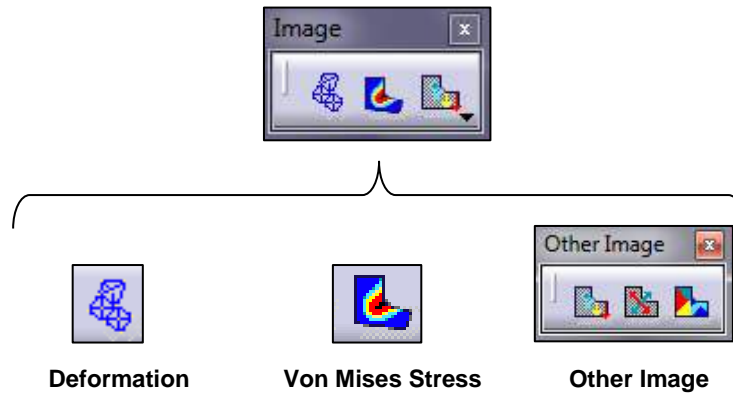 Image x
Other Image x
Deformation Von Mises Stress Other Image